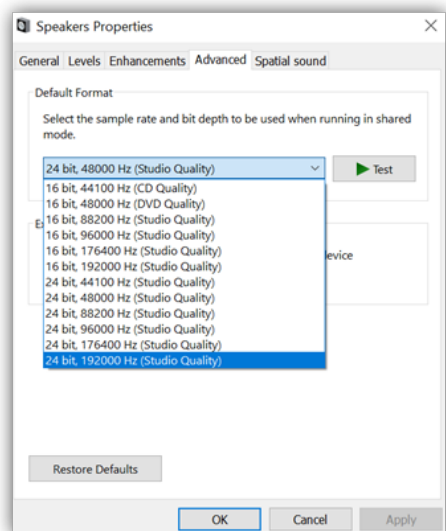 Speakers Properties
General Levels Enhancements Advanced Spatial sound
Default Format
Select the sample rate and bit depth to be used when running in shared
mode.
24 bit, 48000 Hz (Studio Quality)
Test
16 bit, 44100 Hz (CD Quality)
16 bit, 48000 Hz (DVD Quality)
16 bit, 88200 Hz (Studio Quality)
16 bit, 96000 Hz (Studio Quality)
16 bit, 176400 Hz (Studio Quality)
16 bit, 192000 Hz (Studio Quality)
24 bit, 44100 Hz (Studio Quality)
24 bit, 48000 Hz (Studio Quality)
24 bit, 88200 Hz (Studio Quality)
24 bit, 96000 Hz (Studio Quality)
24 bit, 176400 Hz (Studio Quality)
24 bit, 192000 Hz (Studio Quality)
Restore Defaults
OK Cancel Apply